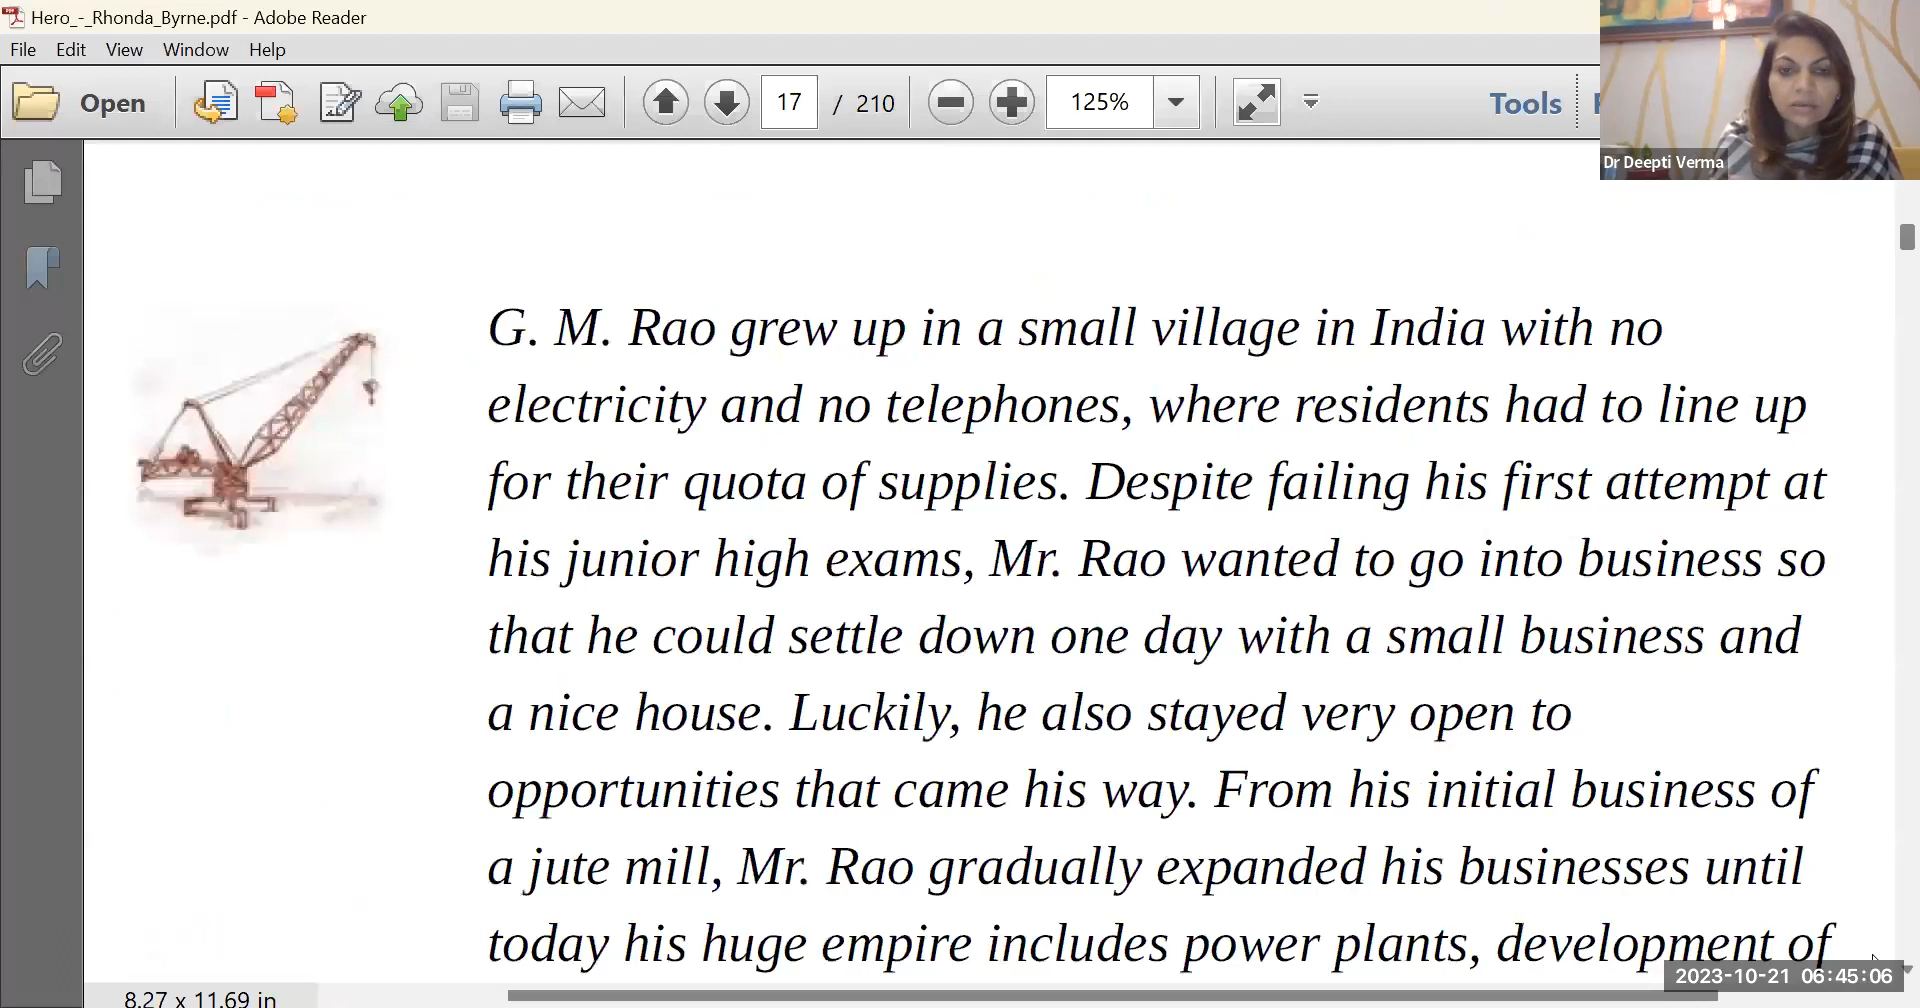 Hero_-_Rhonda_Byrne.pdf - Adobe Reader
File Edit View Window Help
Open 17 / 210 125% Tools
Dr Deepti Verma
G. M. Rao grew up in a small village in India with no
electricity and no telephones, where residents had to line up
for their quota of supplies. Despite failing his first attempt at
his junior high exams, Mr. Rao wanted to go into business so
that he could settle down one day with a small business and
a nice house. Luckily, he also stayed very open to
opportunities that came his way. From his initial business of
a jute mill, Mr. Rao gradually expanded his businesses until
today his huge empire includes power plants, development of
2023-10-21 06:45:06
8.27 x 11.69 in